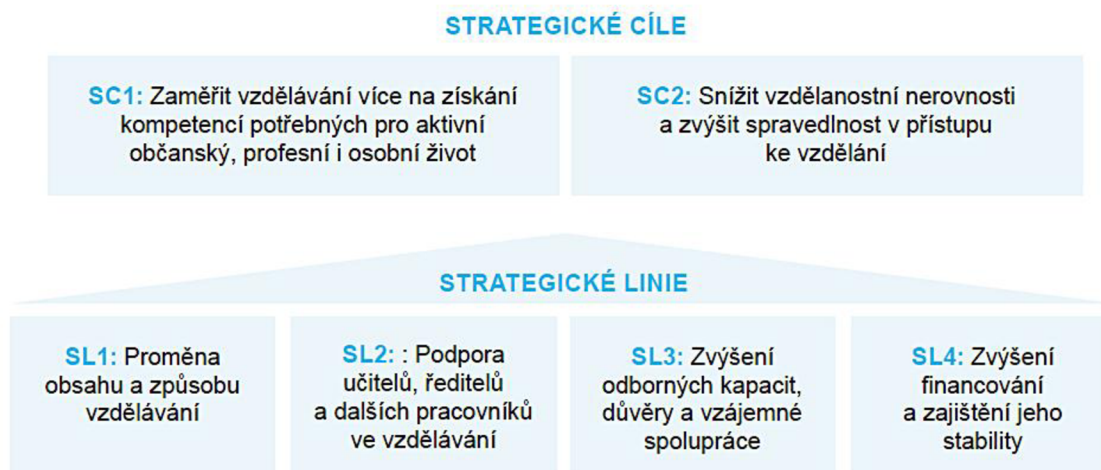 STRATEGICKÉ CÍLE
SC1: Zaměřit vzdělávání více na získání
kompetencí potřebných pro aktivní
občanský, profesní i osobní život
SC2: Snížit vzdělanostní nerovnosti
a zvýšit spravedlnost v přístupu
ke vzdělání
STRATEGICKÉ LINIE
SL1: Proměna
obsahu a způsobu
vzdělávání
SL2: : Podpora
učitelů, ředitelů
a dalších pracovníků
ve vzdělávání
SL3: Zvýšení
odborných kapacit,
důvěry a vzájemné
spolupráce
SL4: Zvýšení
financování
a zajištění jeho
stability